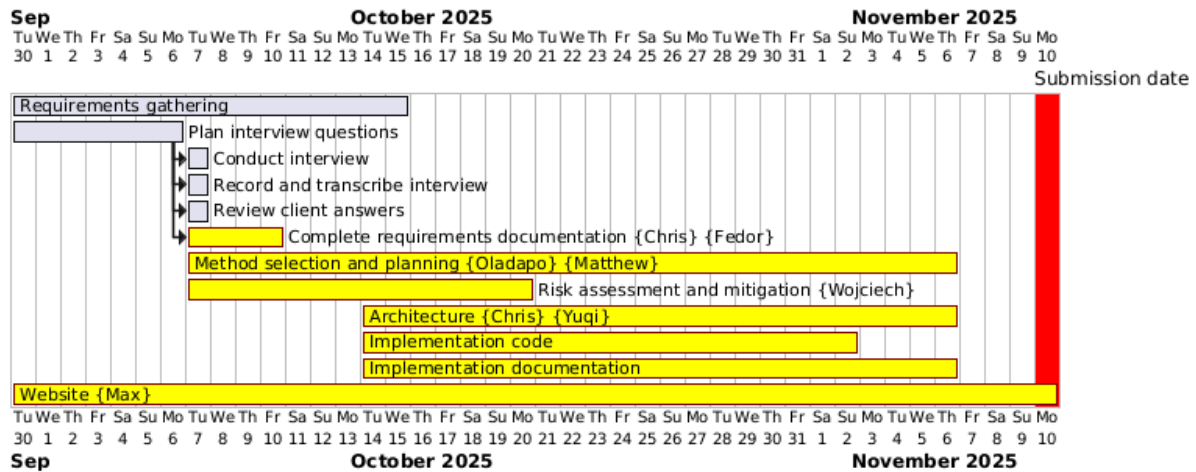 Sep October 2025 November 2025
Tu We Th Fr Sa Su Mo Tu We Th Fr Sa Su Mo Tu We Th Fr Sa Su Mo Tu We Th Fr Sa Su Mo Tu We Th Fr Sa Su Mo Tu We Th Fr Sa Su Mo
30 1 2 3 4 5 6 7 8 9 10 11 12 13 14 15 16 17 18 19 20 21 22 23 24 25 26 27 28 29 30 31 1 2 3 4 5 6 7 8 9 10
Submission date
Requirements gathering
Plan interview questions
Conduct interview
Record and transcribe interview
Review client answers
Complete requirements documentation {Chris} {Fedor}
Method selection and planning {Oladapo} {Matthew}
Risk assessment and mitigation {Wojciech}
Architecture {Chris} {Yuqi}
Implementation code
Implementation documentation
Website {Max}
Tu We Th Fr Sa Su Mo Tu We Th Fr Sa Su Mo Tu We Th Fr Sa Su Mo Tu We Th Fr Sa Su Mo Tu We Th Fr Sa Su Mo Tu We Th Fr Sa Su Mo
30 1 2 3 4 5 6 7 8 9 10 11 12 13 14 15 16 17 18 19 20 21 22 23 24 25 26 27 28 29 30 31 1 2 3 4 5 6 7 8 9 10
Sep October 2025 November 2025